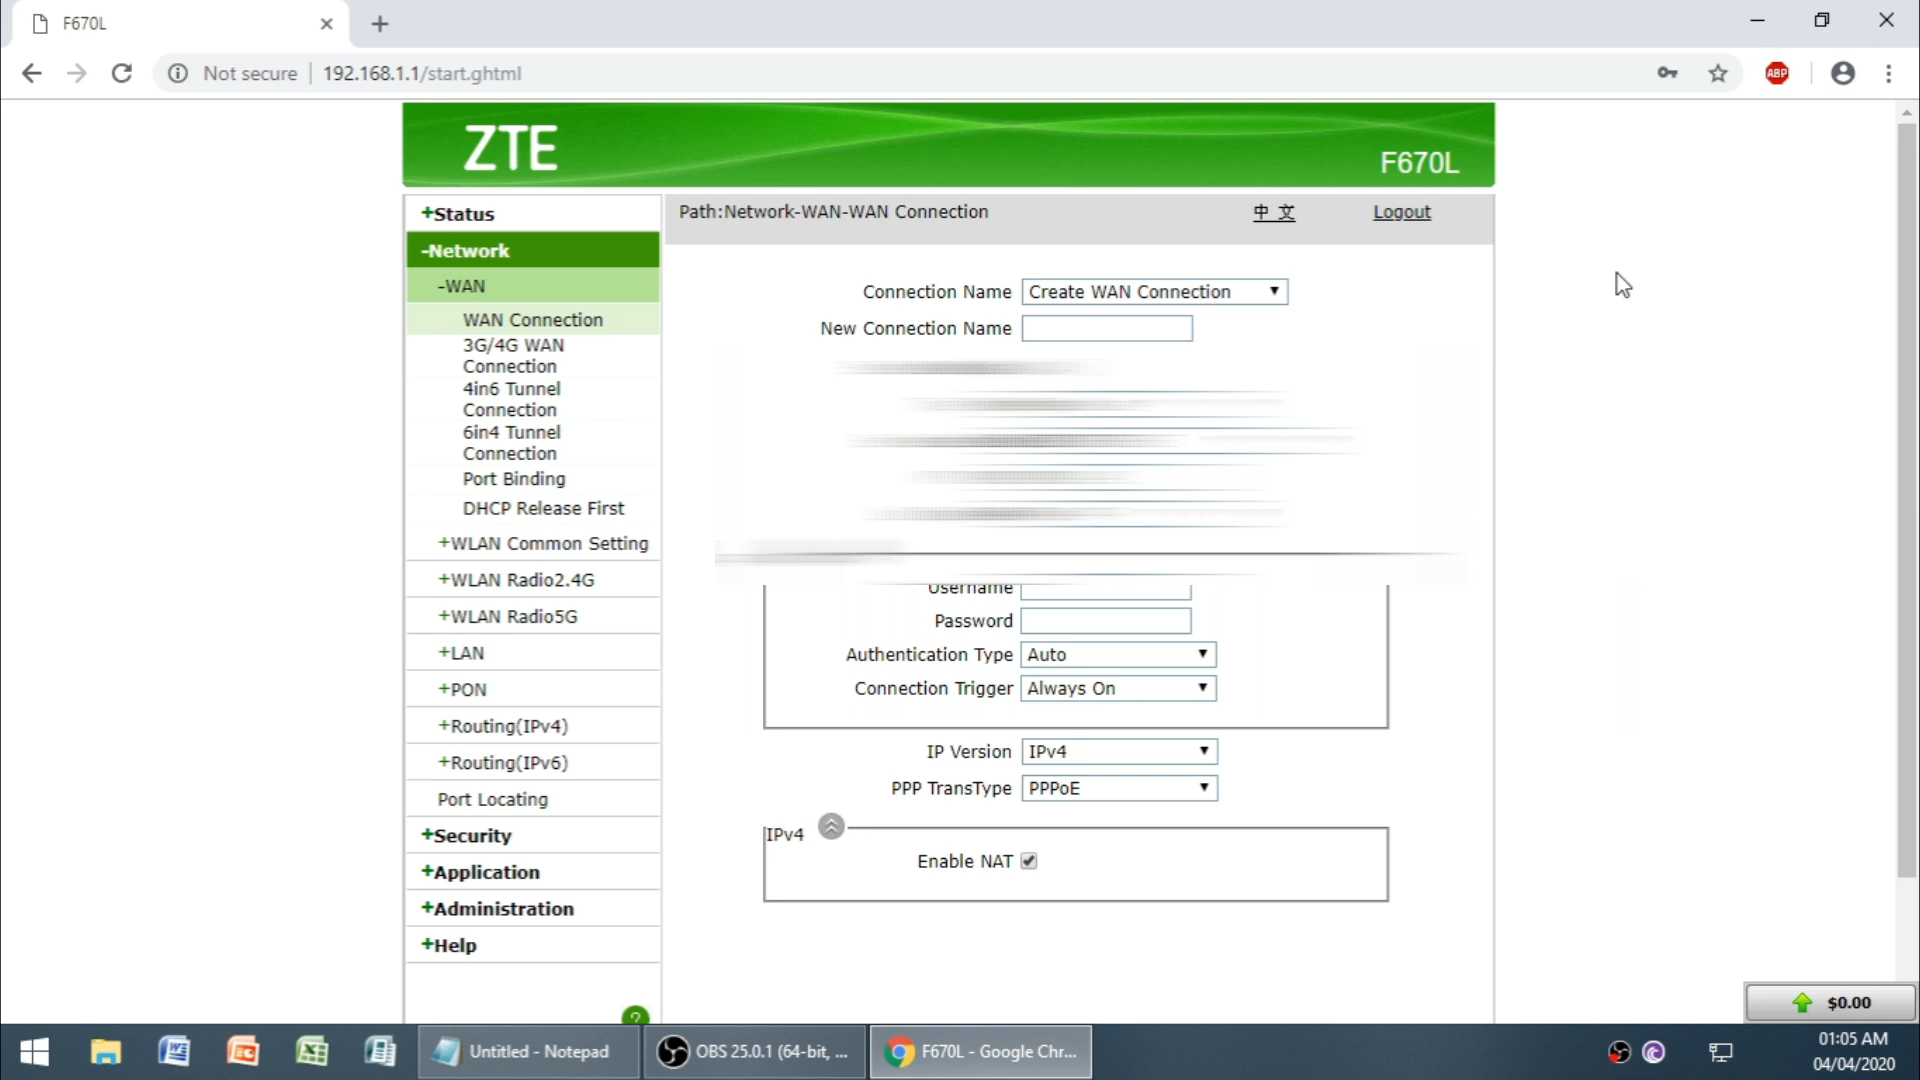 F670L
Not secure
192.168.1.1/start.ghtml
ABP
ZTE
F670L
+Status
-Network
-WAN
WAN Connection
3G/4G WAN
Connection
4in6 Tunnel
Connection
6in4 Tunnel
Connection
Port Binding
DHCP Release First
+WLAN Common Setting
+WLAN Radio2.4G
+WLAN Radio5G
+LAN
+PON
+Routing(IPv4)
+Routing(IPv6)
Port Locating
+Security
+Application
+Administration
+Help
?
Path:Network-WAN-WAN Connection
中 文
Logout
Connection Name Create WAN Connection
New Connection Name
Username
Password
Authentication Type Auto
Connection Trigger Always On
IP Version IPv4
PPP TransType PPPoE
IPv4
Enable NAT
$0.00
Untitled - Notepad
OBS 25.0.1 (64-bit, ...
F670L - Google Chr...
01:05 AM
04/04/2020